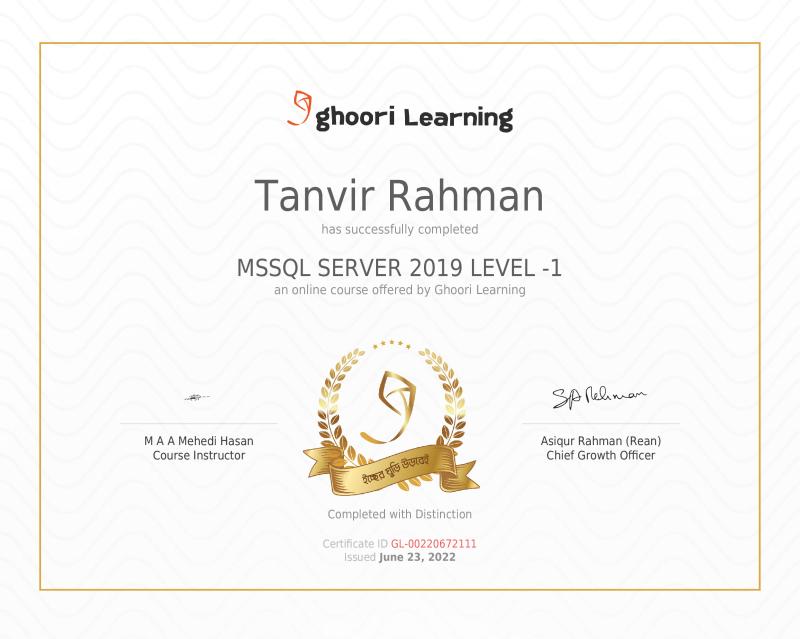 ghoori Learning
Tanvir Rahman
has successfully completed
MSSQL SERVER 2019 LEVEL -1
an online course offered by Ghoori Learning
M A A Mehedi Hasan
Course Instructor
Asiqur Rahman (Rean)
Chief Growth Officer
ইচ্ছের ঘুড়ি উড়বেই
Completed with Distinction
Certificate ID GL-00220672111
Issued June 23, 2022